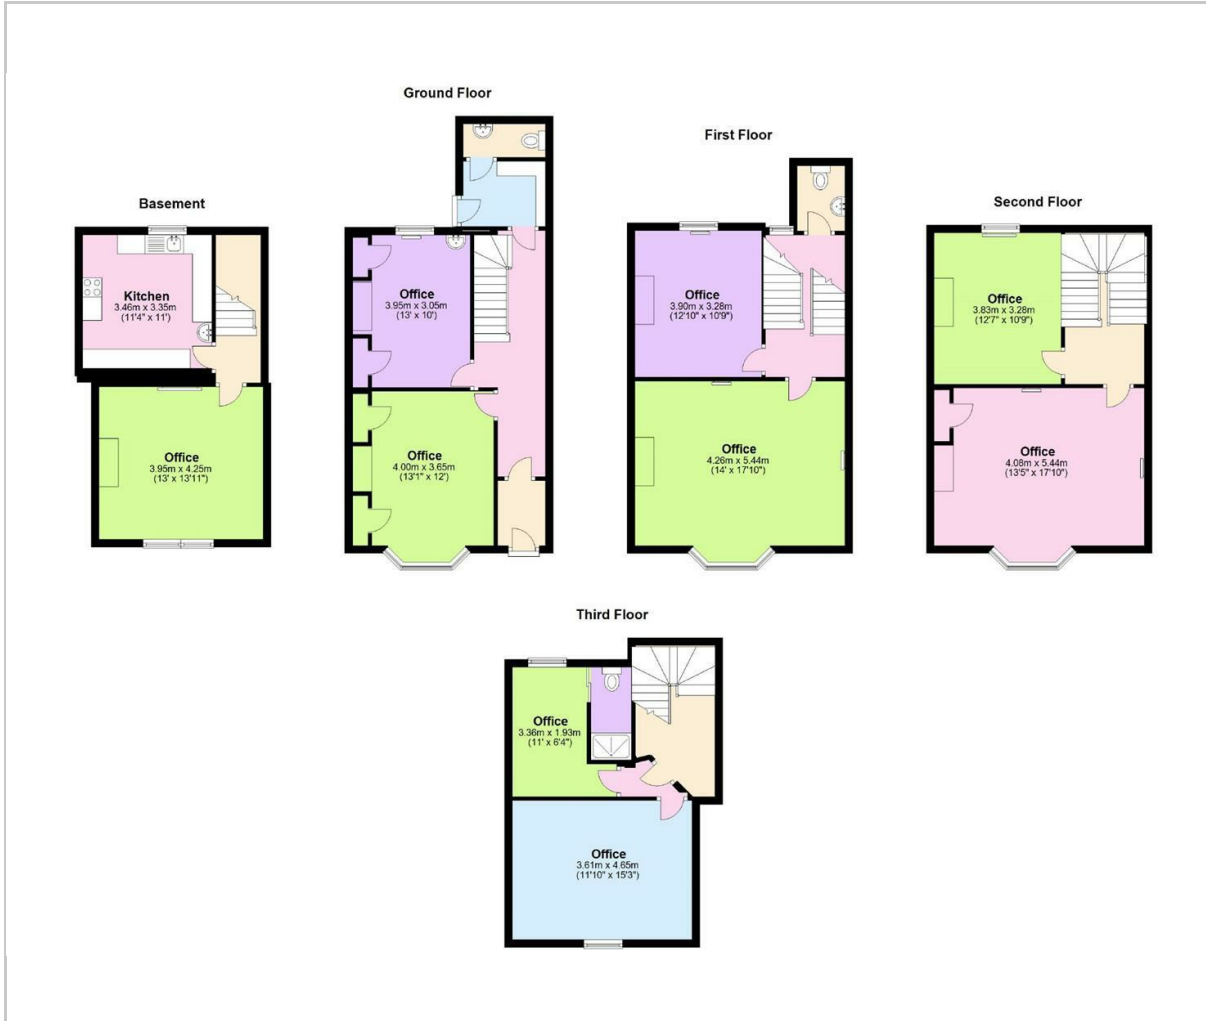 Ground Floor
First Floor
Basement
Second Floor
Kitchen
3.46m x 3.35m
(11'4" x 11')
Office
3.95m x 4.25m
(13' x 13'11")
Office
3.95m x 3.05m
(13' x 10')
Office
4.00m x 3.65m
(13'1" x 12')
Office
3.90m x 3.28m
(12'10" x 10'9")
Office
4.26m x 5.44m
(14' x 17'10")
Office
3.83m x 3.28m
(12'7" x 10'9")
Office
4.08m x 5.44m
(13'5" x 17'10")
Third Floor
Office
3.36m x 1.93m
(11' x 6'4")
Office
3.61m x 4.65m
(11'10" x 15'3")